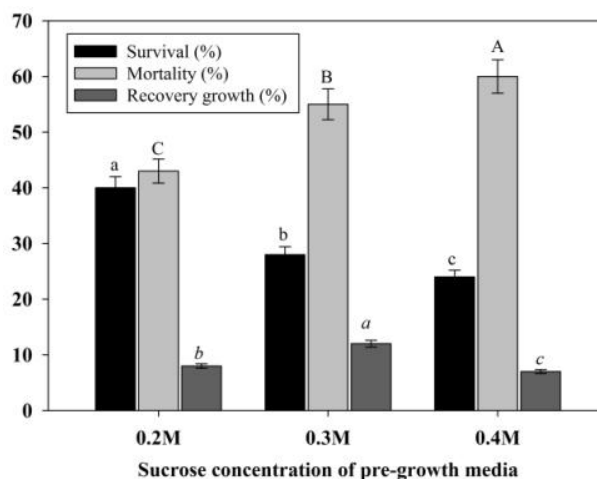 70
60
50
40
30
20
10
0
Survival (%)
Mortality (%)
Recovery growth (%)
a
C
b
b
B
a
c
A
c
0.2M
0.3M
0.4M
Sucrose concentration of pre-growth media